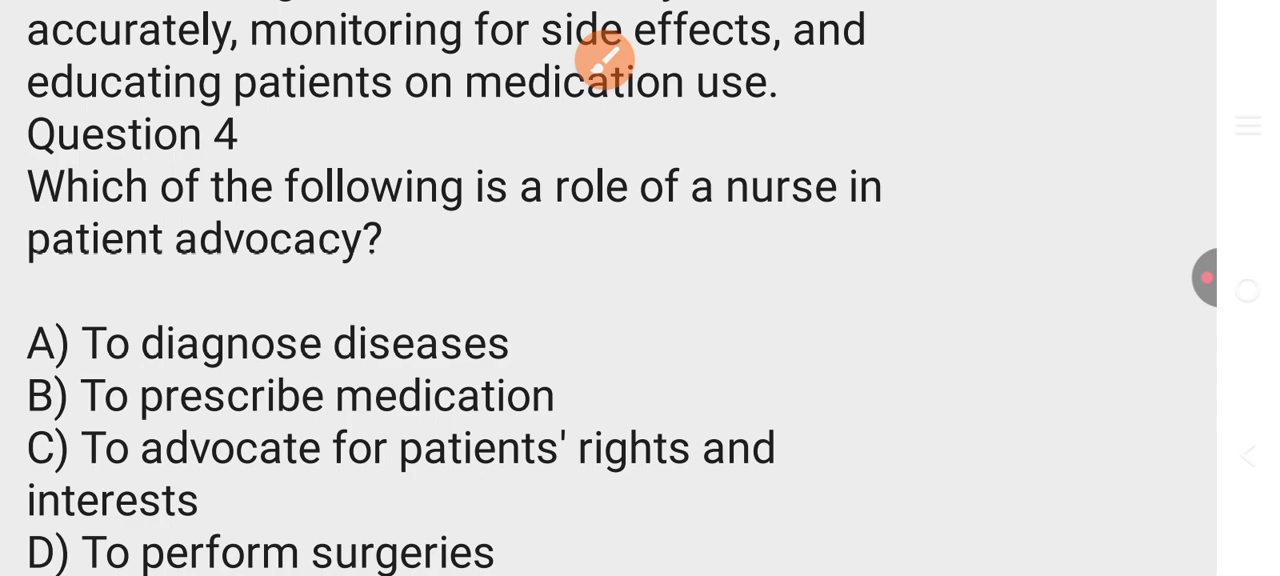 accurately, monitoring for side effects, and
educating patients on medication use.
Question 4
Which of the following is a role of a nurse in
patient advocacy?
A) To diagnose diseases
B) To prescribe medication
C) To advocate for patients' rights and
interests
D) To perform surgeries